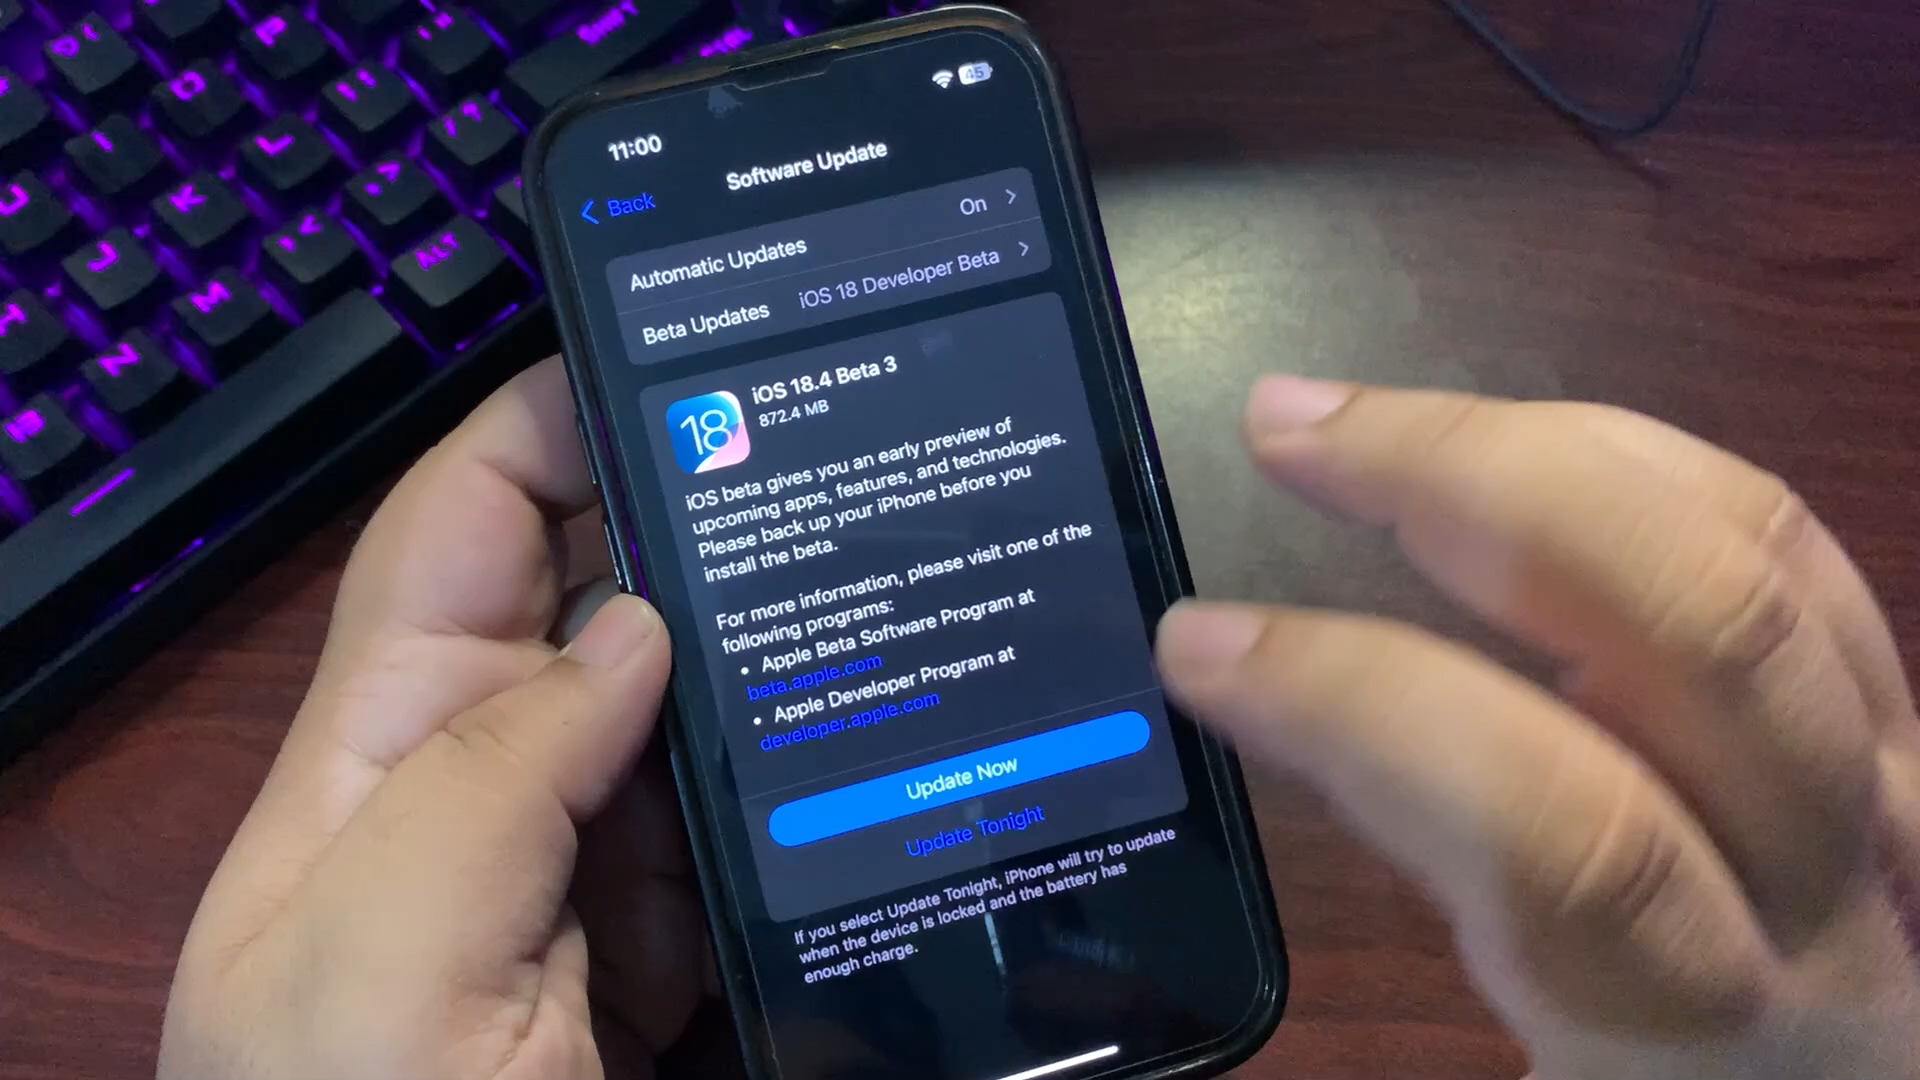 11:00
45
Back
Software Update
Automatic Updates On
Beta Updates iOS 18 Developer Beta
18
iOS 18.4 Beta 3
872.4 MB
iOS beta gives you an early preview of
upcoming apps, features, and technologies.
Please back up your iPhone before you
install the beta.
For more information, please visit one of the
following programs:
• Apple Beta Software Program at
beta.apple.com
• Apple Developer Program at
developer.apple.com
Update Now
Update Tonight
If you select Update Tonight, iPhone will try to update
when the device is locked and the battery has
enough charge.
P
SHIFT
CTRL
O
I
L
K
J
M
N
ALT